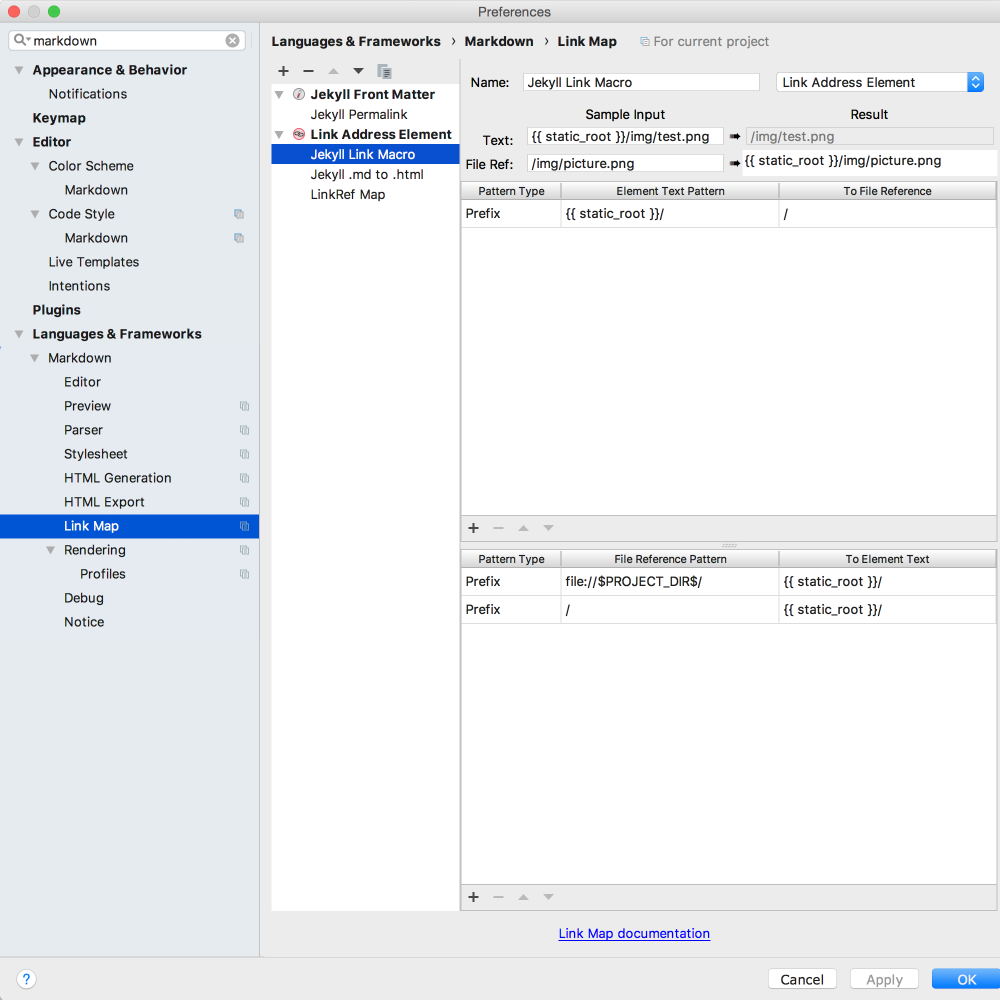 Preferences
markdown
Appearance & Behavior
Notifications
Keymap
Editor
Color Scheme
Markdown
Code Style
Markdown
Live Templates
Intentions
Plugins
Languages & Frameworks
Markdown
Editor
Preview
Parser
Stylesheet
HTML Generation
HTML Export
Link Map
Rendering
Profiles
Debug
Notice
Languages & Frameworks › Markdown › Link Map For current project
Jekyll Front Matter
Jekyll Permalink
Link Address Element
Jekyll Link Macro
Jekyll .md to .html
LinkRef Map
Name: Jekyll Link Macro Link Address Element
Sample Input Result
Text: {{ static_root }}/img/test.png /img/test.png
File Ref: /img/picture.png {{ static_root }}/img/picture.png
Pattern Type Element Text Pattern To File Reference
Prefix {{ static_root }}/ /
Pattern Type File Reference Pattern To Element Text
Prefix file://$PROJECT_DIR$/ {{ static_root }}/
Prefix / {{ static_root }}/
Link Map documentation
? Cancel Apply OK